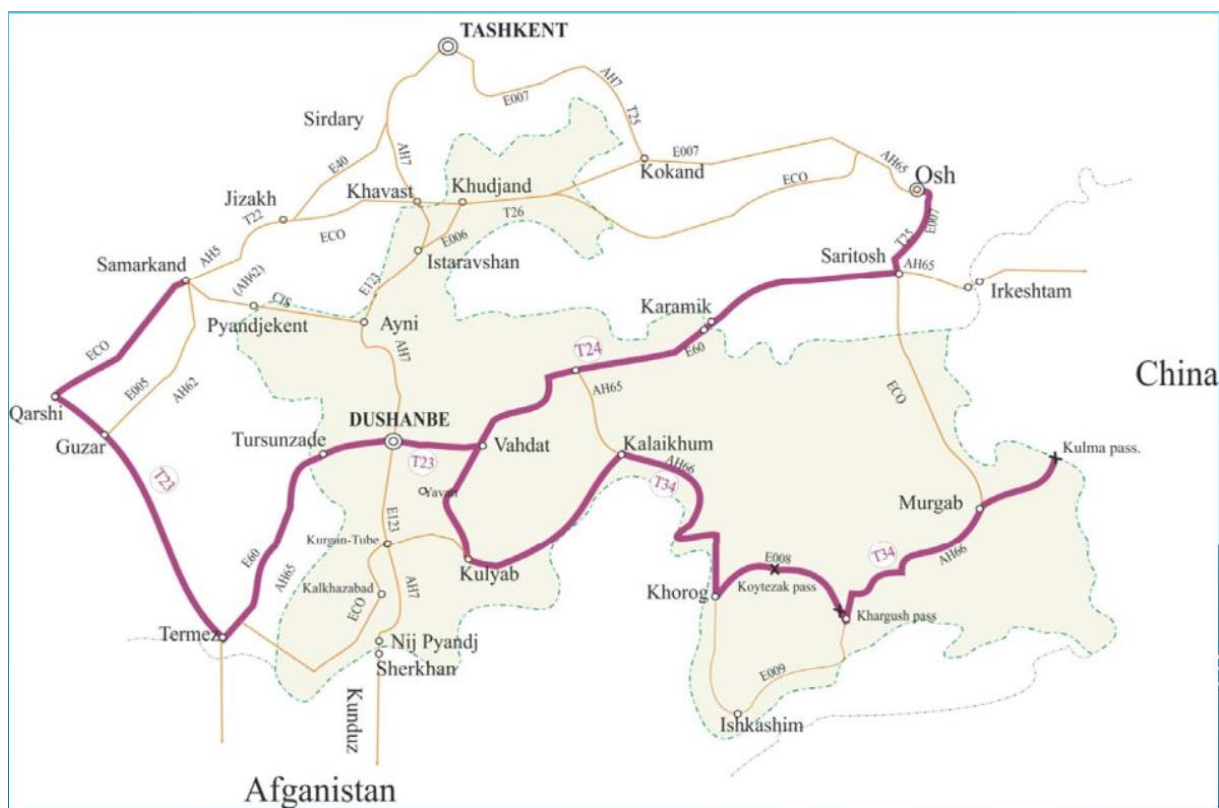 TASHKENT
AH7
E007
T25
Sirdary
E40
AH7
E007
Kokand
AH65
Osh
ECO
Jizakh
T22
Khavast
Khudjand
ECO
T26
E007
T25
E006
Istaravshan
AH5
Samarkand
(AH62)
CIS
E123
Saritosh
AH65
Irkeshtam
Pyandjekent
Ayni
Karamik
E60
ECO
AH7
T24
AH65
ECO
China
E005
AH62
Qarshi
Guzar
DUSHANBE
Tursunzade
T23
Vahdat
Kalaikhum
AH66
Kulma pass.
T23
T34
Yavan
Murgab
E123
Kurgan-Tube
E60
AH65
Kulyab
E008
T34
AH66
Kalkhazabad
AH7
ECO
Khorog
Koytezak pass
Khargush pass
Termez
Nij Pyandj
Sherkhan
E009
Kunduz
Ishkashim
Afganistan